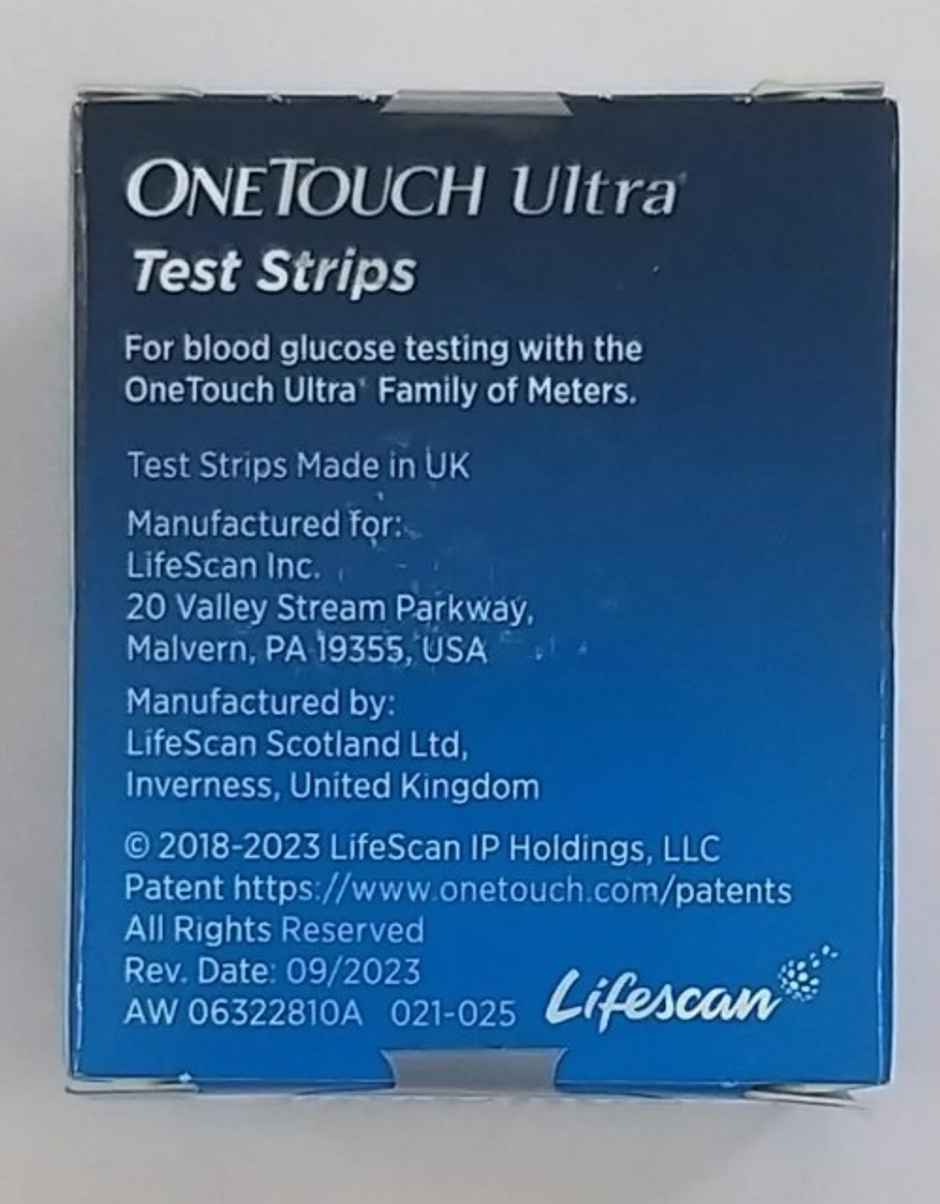 ONETOUCH Ultra®
Test Strips
For blood glucose testing with the
OneTouch Ultra® Family of Meters.
Test Strips Made in UK
Manufactured for:
LifeScan Inc.
20 Valley Stream Parkway,
Malvern, PA 19355, USA
Manufactured by:
LifeScan Scotland Ltd,
Inverness, United Kingdom
© 2018-2023 LifeScan IP Holdings, LLC
Patent https://www.onetouch.com/patents
All Rights Reserved
Rev. Date: 09/2023
AW 06322810A 021-025
Lifescan